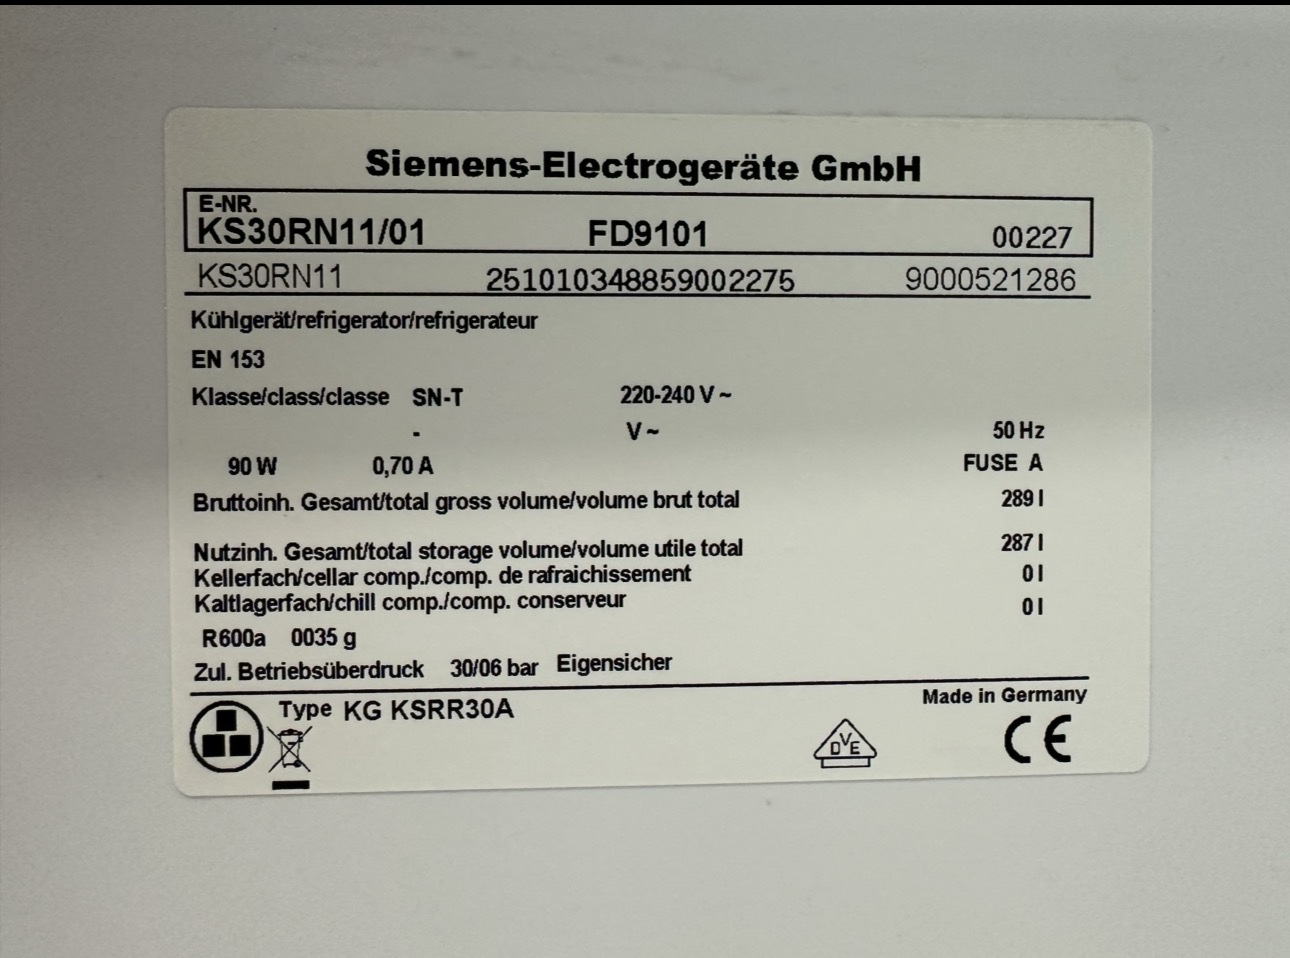 Siemens-Electrogeräte GmbH
E-NR.
KS30RN11/01 FD9101 00227
KS30RN11 251010348859002275 9000521286
Kühlgerät/refrigerator/refrigerateur
EN 153
Klasse/class/classe SN-T 220-240 V ~
- V ~ 50 Hz
90 W 0,70 A FUSE A
Bruttoinh. Gesamt/total gross volume/volume brut total 289 l
Nutzinh. Gesamt/total storage volume/volume utile total 287 l
Kellerfach/cellar comp./comp. de rafraichissement 0 l
Kaltlagerfach/chill comp./comp. conserveur 0 l
R600a 0035 g
Zul. Betriebsüberdruck 30/06 bar Eigensicher
Made in Germany
Type KG KSRR30A
DVE CE